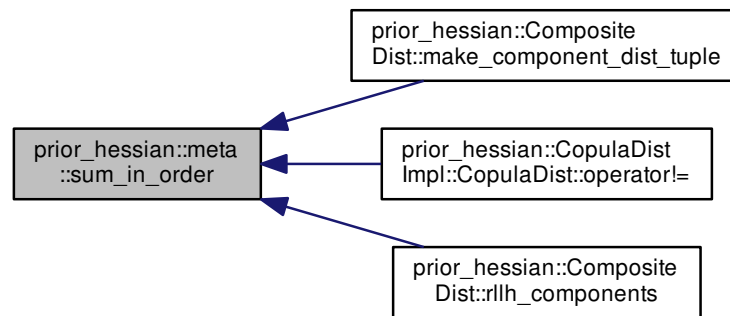 prior_hessian::Composite
Dist::make_component_dist_tuple
prior_hessian::meta
::sum_in_order
prior_hessian::CopulaDist
Impl::CopulaDist::operator!=
prior_hessian::Composite
Dist::rllh_components